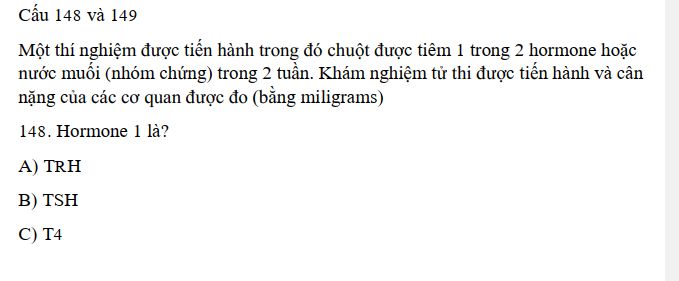 Cấu 148 và 149
Một thí nghiệm được tiến hành trong đó chuột được tiêm 1 trong 2 hormone hoặc
nước muối (nhóm chứng) trong 2 tuần. Khám nghiệm tử thi được tiến hành và cân
nặng của các cơ quan được đo (bằng miligrams)
148. Hormone 1 là?
A) TRH
B) TSH
C) T4